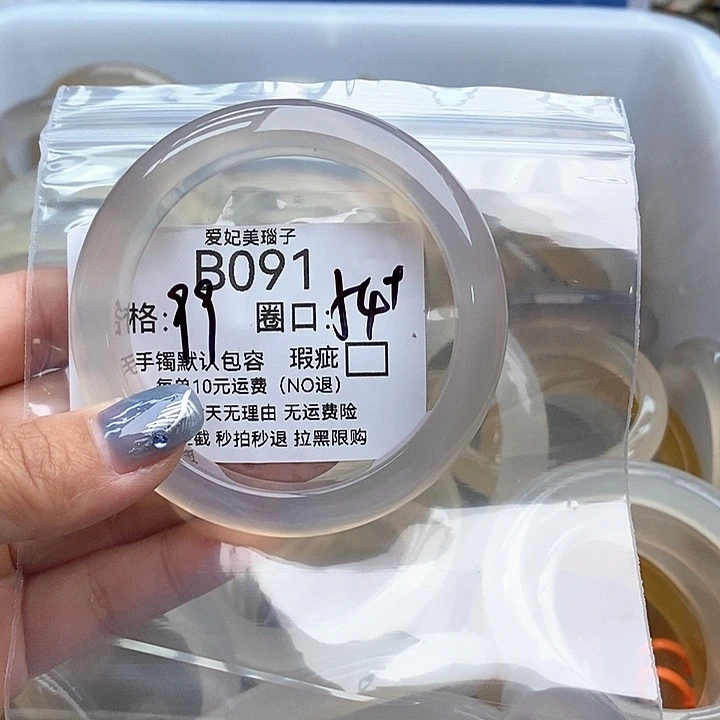 爱妃美瑙子
B091
价格:99 圈口:54+
手镯默认包容 瑕疵
每单10元运费（NO退）
天无理由 无运费险
截 秒拍秒退 拉黑限购